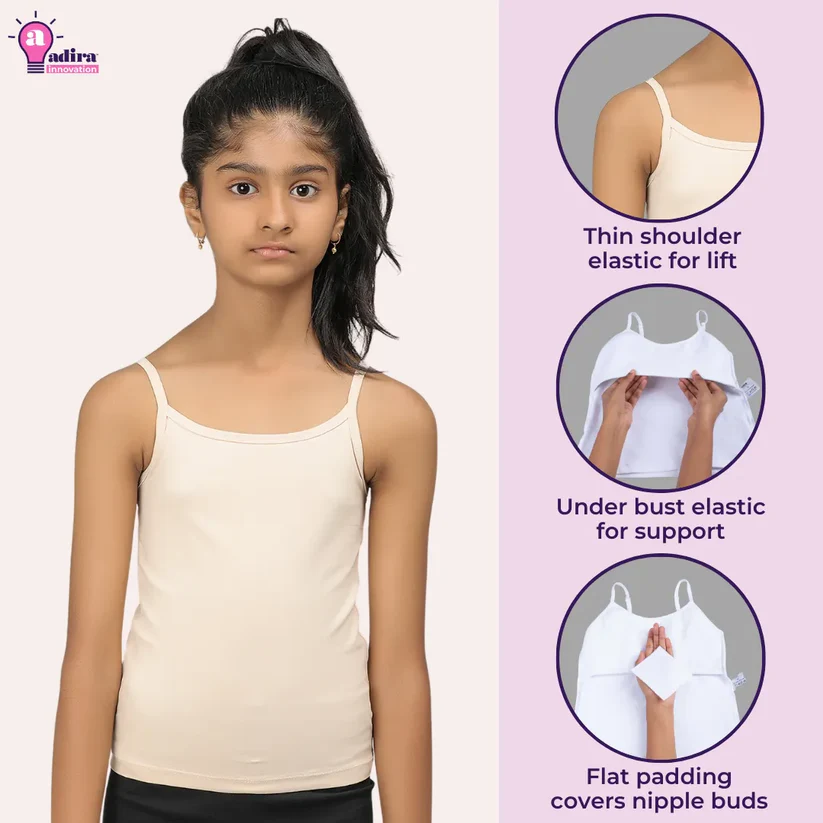 a
adira
innovation
Thin shoulder
elastic for lift
Under bust elastic
for support
Flat padding
covers nipple buds